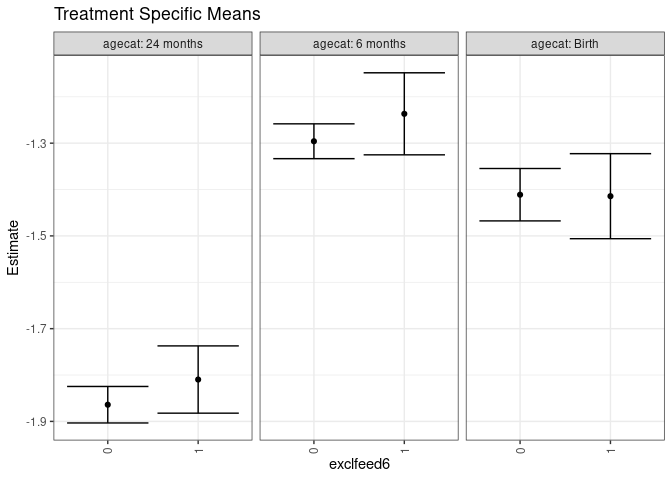 Treatment Specific Means
agecat: 24 months
agecat: 6 months
agecat: Birth
Estimate
-1.3
-1.5
-1.7
-1.9
0
1
0
1
0
1
exclfeed6